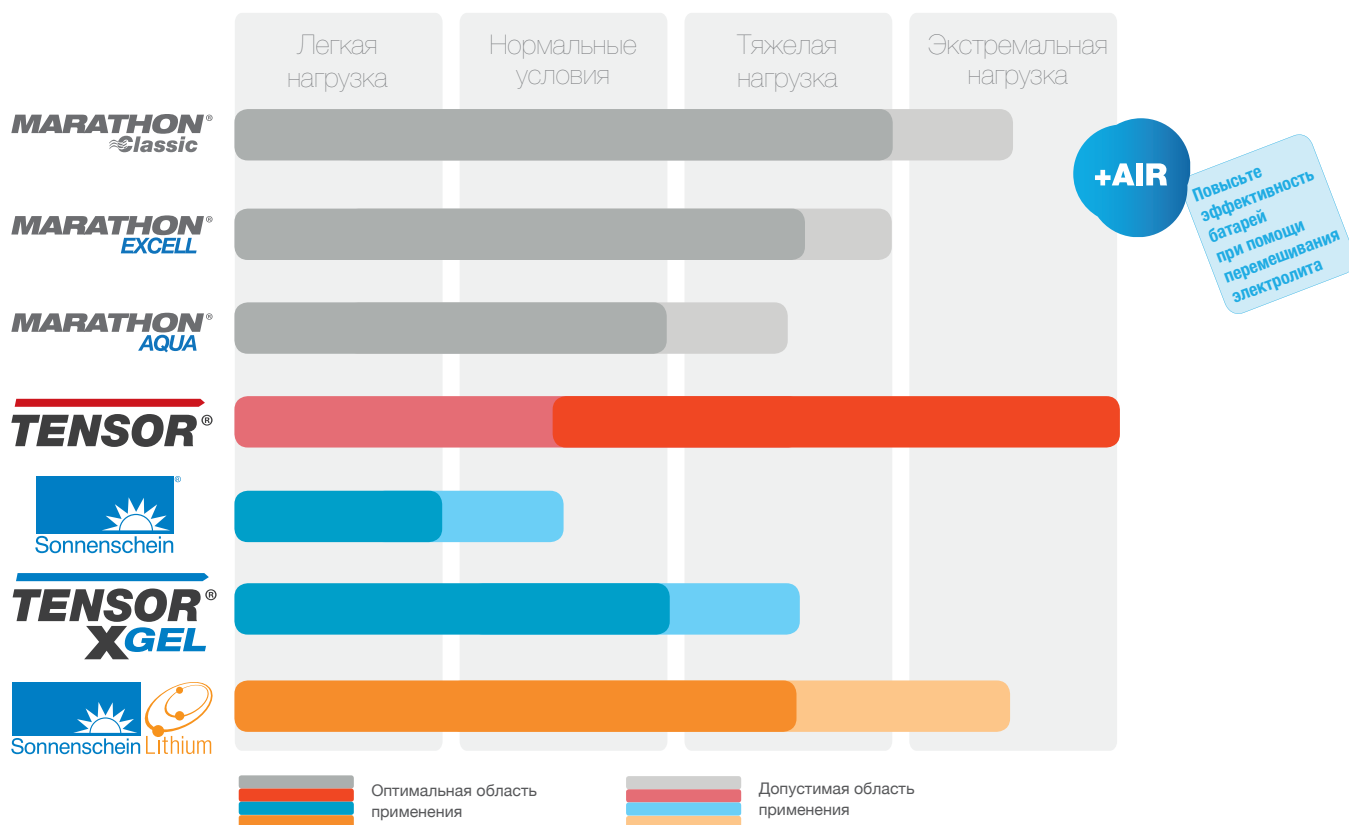 Легкая
нагрузка
Нормальные
условия
Тяжелая
нагрузка
Экстремальная
нагрузка
MARATHON®
Classic
MARATHON®
EXCELL
MARATHON®
AQUA
TENSOR®
Sonnenschein®
TENSOR®
XGEL
Sonnenschein Lithium
+AIR
Повысьте
эффективность
батарей
при помощи
перемешивания
электролита
Оптимальная область
применения
Допустимая область
применения